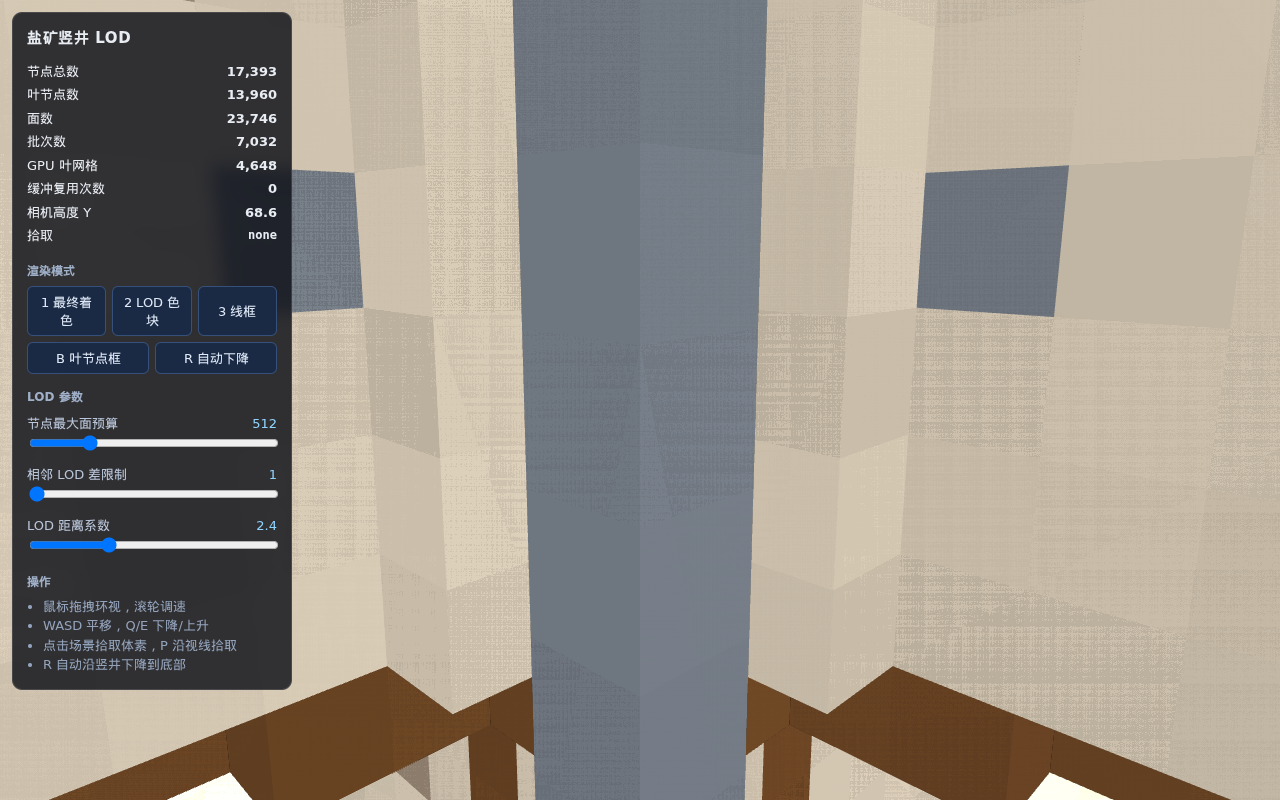 盐矿竖井 LOD
节点总数 17,393
叶节点数 13,960
面数 23,746
批次数 7,032
GPU 叶网格 4,648
缓冲复用次数 0
相机高度 Y 68.6
拾取 none
渲染模式
1 最终着色 2 LOD 色块 3 线框
B 叶节点框 R 自动下降
LOD 参数
节点最大面预算 512
相邻 LOD 差限制 1
LOD 距离系数 2.4
操作
• 鼠标拖拽环视，滚轮调速
• WASD 平移，Q/E 下降/上升
• 点击场景拾取体素，P 沿视线拾取
• R 自动沿竖井下降到底部